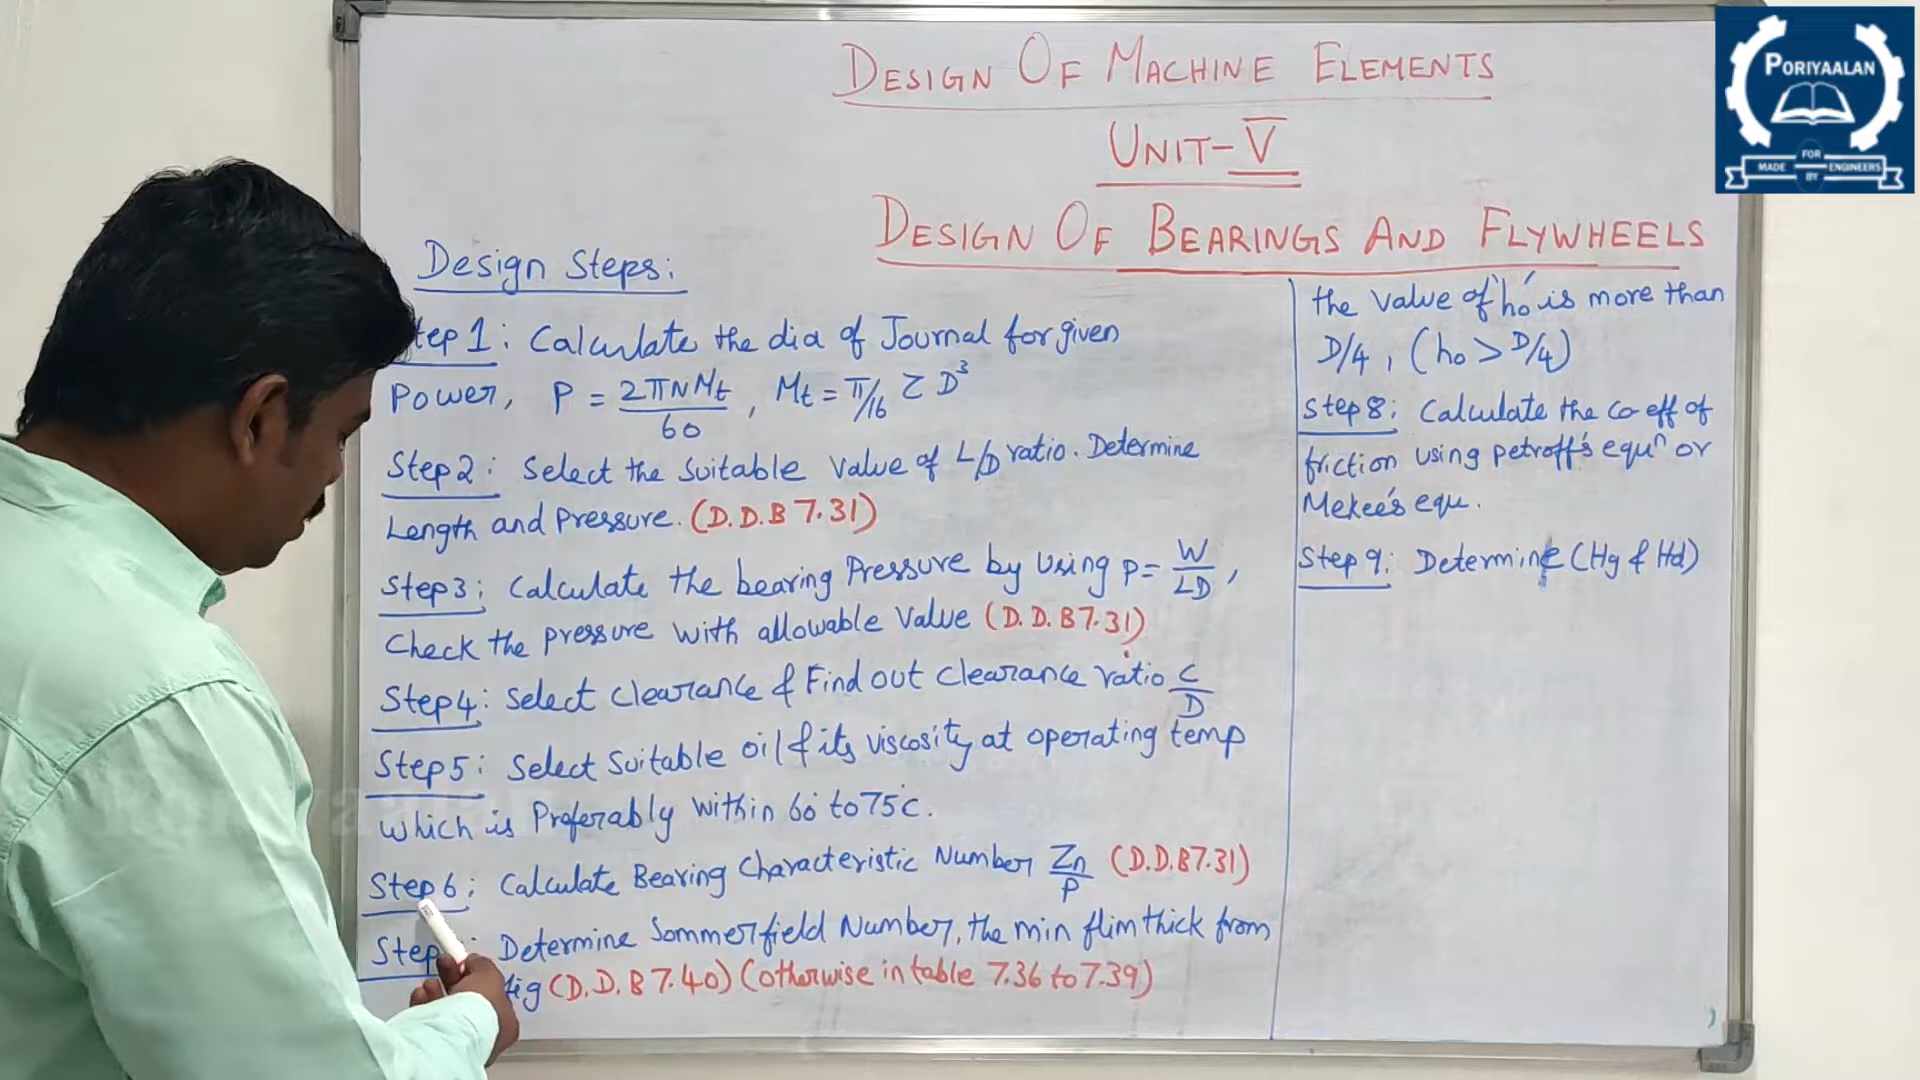 DESIGN OF MACHINE ELEMENTS
UNIT-V
DESIGN OF BEARINGS AND FLYWHEELS
Design Steps:
Step 1: Calculate the dia of Journal for given
Power, P = 2πNMt/60, Mt = π/16 τ D³
Step 2: Select the Suitable Value of L/D ratio. Determine
Length and Pressure. (D.D.B 7.31)
Step 3: Calculate the bearing Pressure by Using P = W/LD,
Check the Pressure with allowable Value (D.D.B 7.31)
Step 4: Select Clearance & Find out Clearance ratio C/D
Step 5: Select Suitable oil & its viscosity at operating temp
which is Preferably within 60° to 75°c.
Step 6: Calculate Bearing Characteristic Number Zn/P (D.D.B 7.31)
Step : Determine Sommerfield Number, the min flim thick from
fig (D.D.B 7.40) (otherwise in table 7.36 to 7.39)
the value of 'ho' is more than
D/4, (ho > D/4)
Step 8: Calculate the co-eff of
friction using petroff's equⁿ or
Mekee's equ.
Step 9: Determine (Hg & Hd)
PORIYAALAN
MADE FOR ENGINEERS
BY